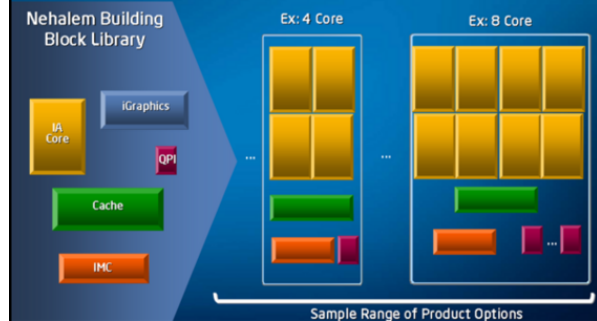 Nehalem Building
Block Library
iGraphics
IA
Core
QPI
Cache
IMC
Ex: 4 Core
Ex: 8 Core
...
...
...
Sample Range of Product Options